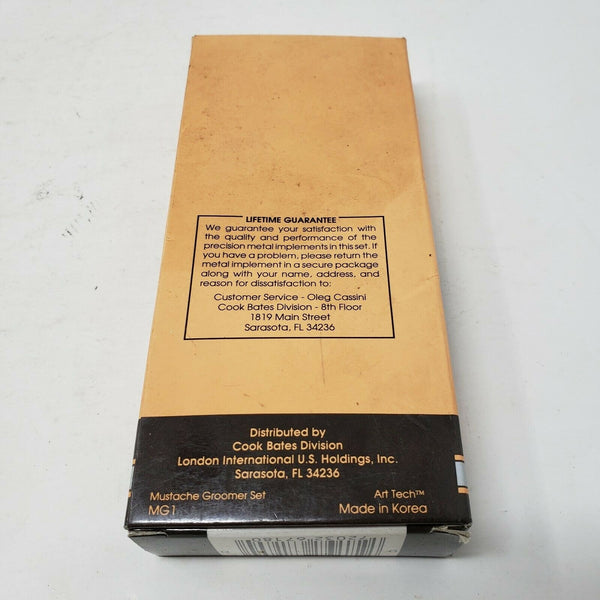 LIFETIME GUARANTEE
We guarantee your satisfaction with
the quality and performance of the
precision metal implements in this set. If
you have a problem, please return the
metal implement in a secure package
along with your name, address, and
reason for dissatisfaction to:
Customer Service - Oleg Cassini
Cook Bates Division - 8th Floor
1819 Main Street
Sarasota, FL 34236
Distributed by
Cook Bates Division
London International U.S. Holdings, Inc.
Sarasota, FL 34236
Mustache Groomer Set
MG1
Art Tech™
Made in Korea